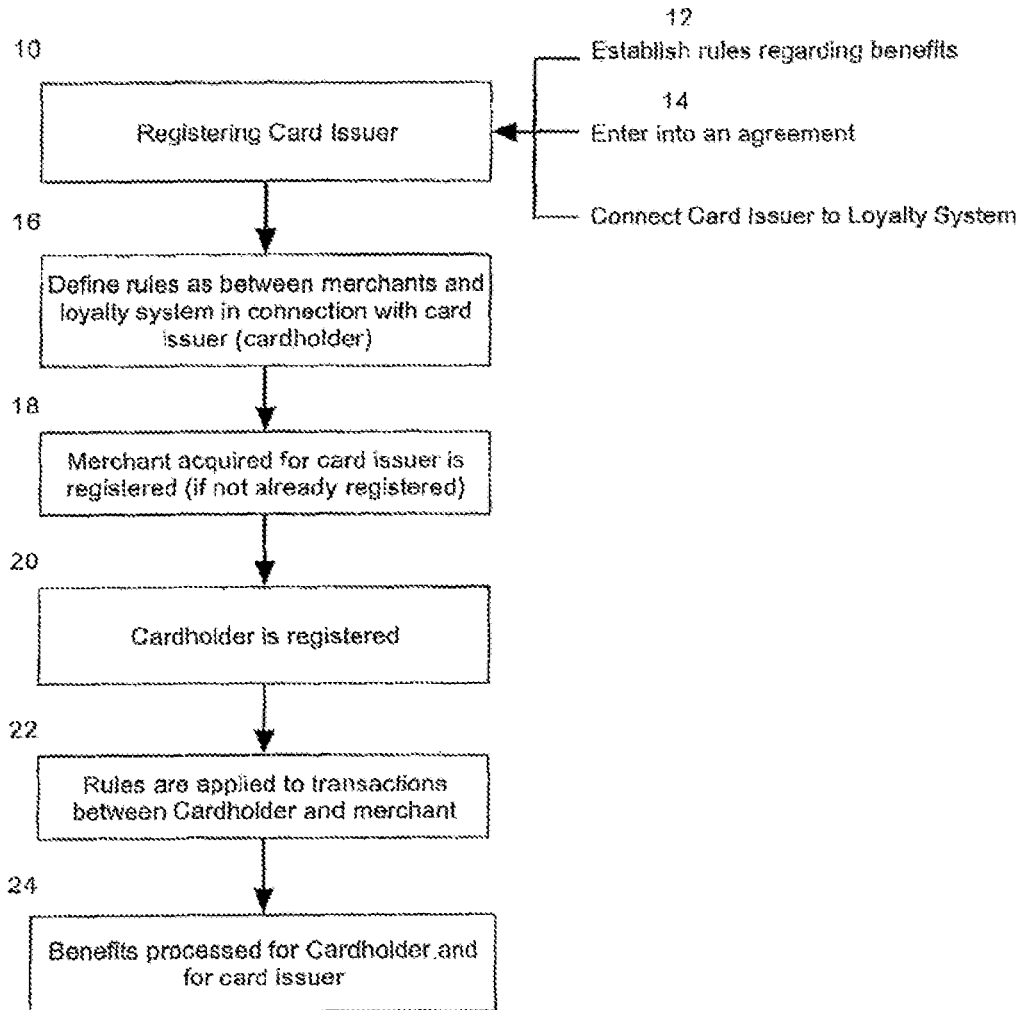 12
10
Establish rules regarding benefits
14
Registering Card Issuer
Enter into an agreement
16
Connect Card Issuer to Loyalty System
Define rules as between merchants and
loyalty system in connection with card
issuer (cardholder)
18
Merchant acquired for card issuer is
registered (if not already registered)
20
Cardholder is registered
22
Rules are applied to transactions
between Cardholder and merchant
24
Benefits processed for Cardholder and
for card issuer